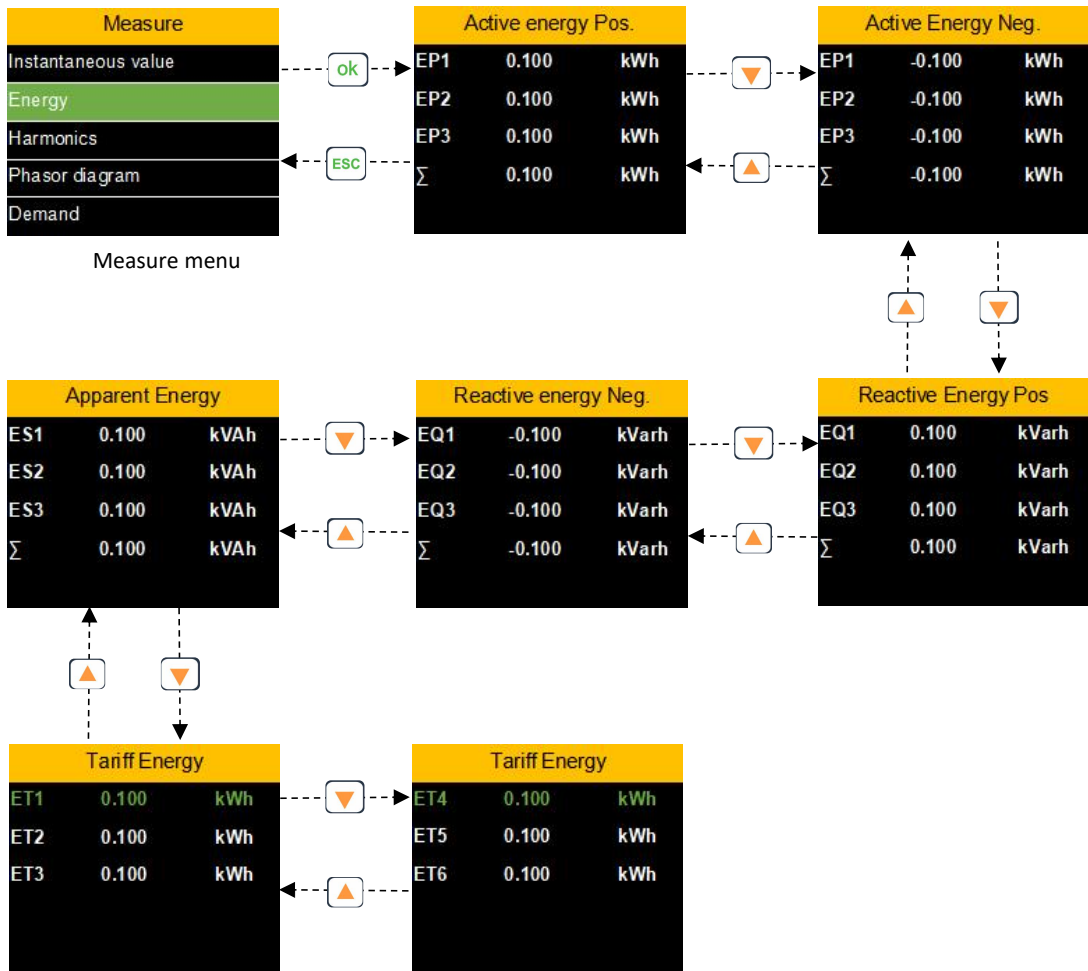 Measure
Instantaneous value
Energy
Harmonics
Phasor diagram
Demand
Measure menu
ok
ESC
Active energy Pos.
EP1 0.100 kWh
EP2 0.100 kWh
EP3 0.100 kWh
∑ 0.100 kWh
Active Energy Neg.
EP1 -0.100 kWh
EP2 -0.100 kWh
EP3 -0.100 kWh
∑ -0.100 kWh
Apparent Energy
ES1 0.100 kVAh
ES2 0.100 kVAh
ES3 0.100 kVAh
∑ 0.100 kVAh
Reactive energy Neg.
EQ1 -0.100 kVarh
EQ2 -0.100 kVarh
EQ3 -0.100 kVarh
∑ -0.100 kVarh
Reactive Energy Pos
EQ1 0.100 kVarh
EQ2 0.100 kVarh
EQ3 0.100 kVarh
∑ 0.100 kVarh
Tariff Energy
ET1 0.100 kWh
ET2 0.100 kWh
ET3 0.100 kWh
Tariff Energy
ET4 0.100 kWh
ET5 0.100 kWh
ET6 0.100 kWh